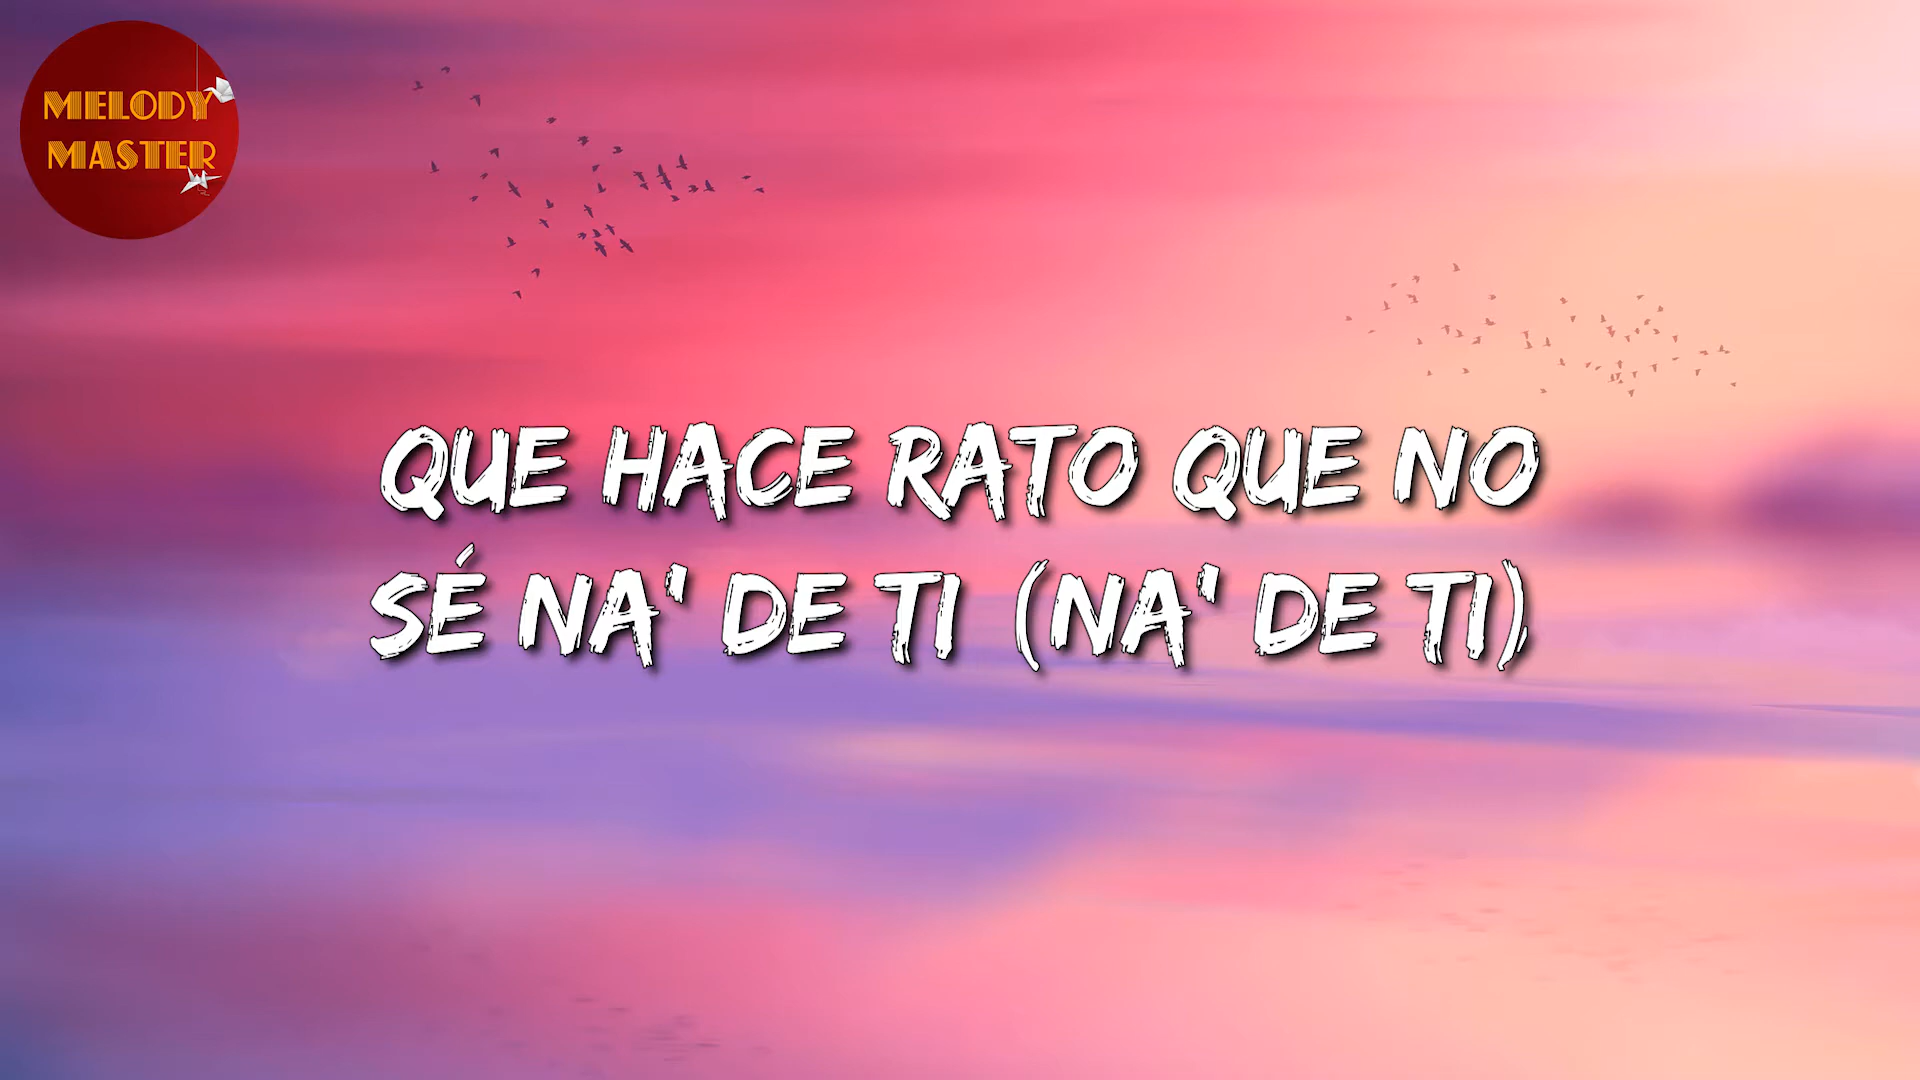 MELODY
MASTER
QUE HACE RATO QUE NO
SÉ NA' DE TI (NA' DE TI)